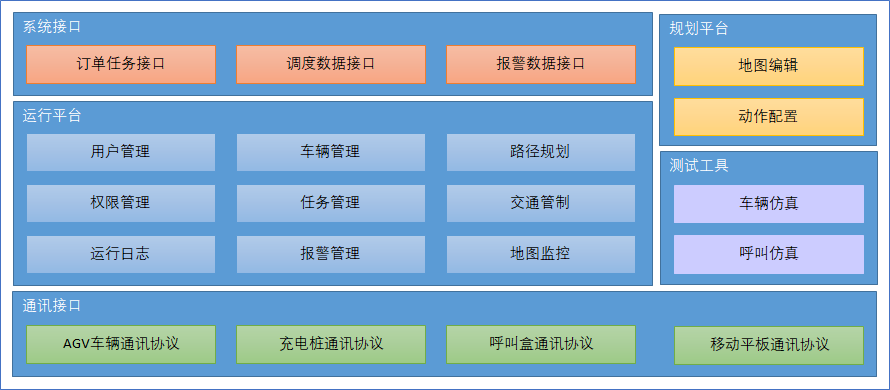 系统接口
订单任务接口
调度数据接口
报警数据接口
运行平台
用户管理
车辆管理
路径规划
权限管理
任务管理
交通管制
运行日志
报警管理
地图监控
规划平台
地图编辑
动作配置
测试工具
车辆仿真
呼叫仿真
通讯接口
AGV车辆通讯协议
充电桩通讯协议
呼叫盒通讯协议
移动平板通讯协议